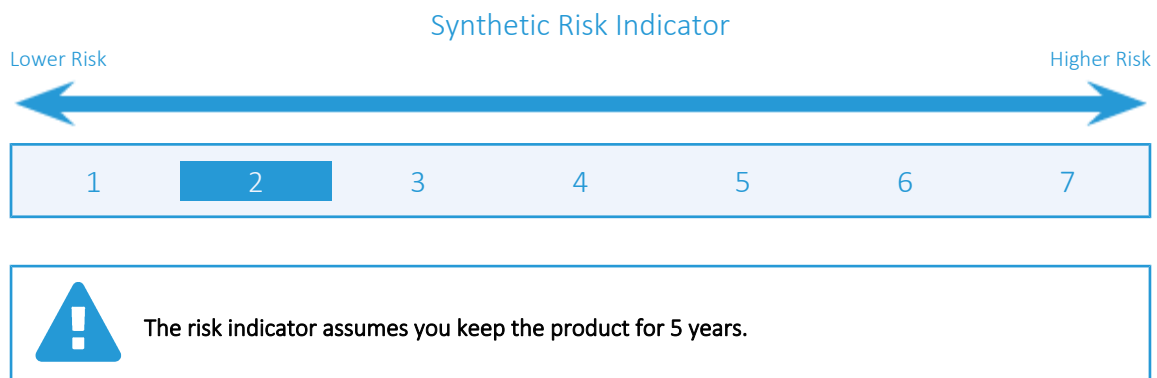 Synthetic Risk Indicator
Lower Risk Higher Risk
1 2 3 4 5 6 7
The risk indicator assumes you keep the product for 5 years.